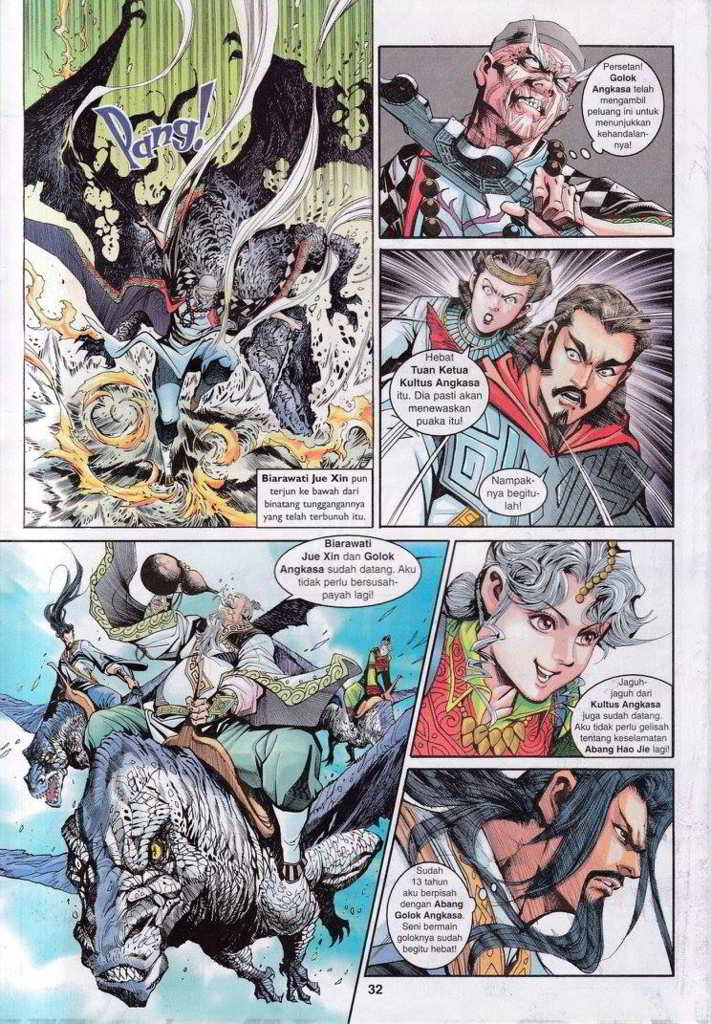 Pang!
Biarawati Jue Xin pun
terjun ke bawah dari
binatang tunggangannya
yang telah terbunuh itu.
Persetan!
Golok
Angkasa telah
mengambil
peluang ini untuk
menunjukkan
kehandalan-
nya!
Hebat
Tuan Ketua
Kultus Angkasa
itu. Dia pasti akan
menewaskan
puaka itu!
Nampak-
nya begitu-
lah!
Biarawati
Jue Xin dan Golok
Angkasa sudah datang. Aku
tidak perlu bersusah-
payah lagi!
Jaguh-
jaguh dari
Kultus Angkasa
juga sudah datang.
Aku tidak perlu gelisah
tentang keselamatan
Abang Hao Jie lagi!
Sudah
13 tahun
aku berpisah
dengan Abang
Golok Angkasa.
Seni bermain
goloknya sudah
begitu hebat!
32